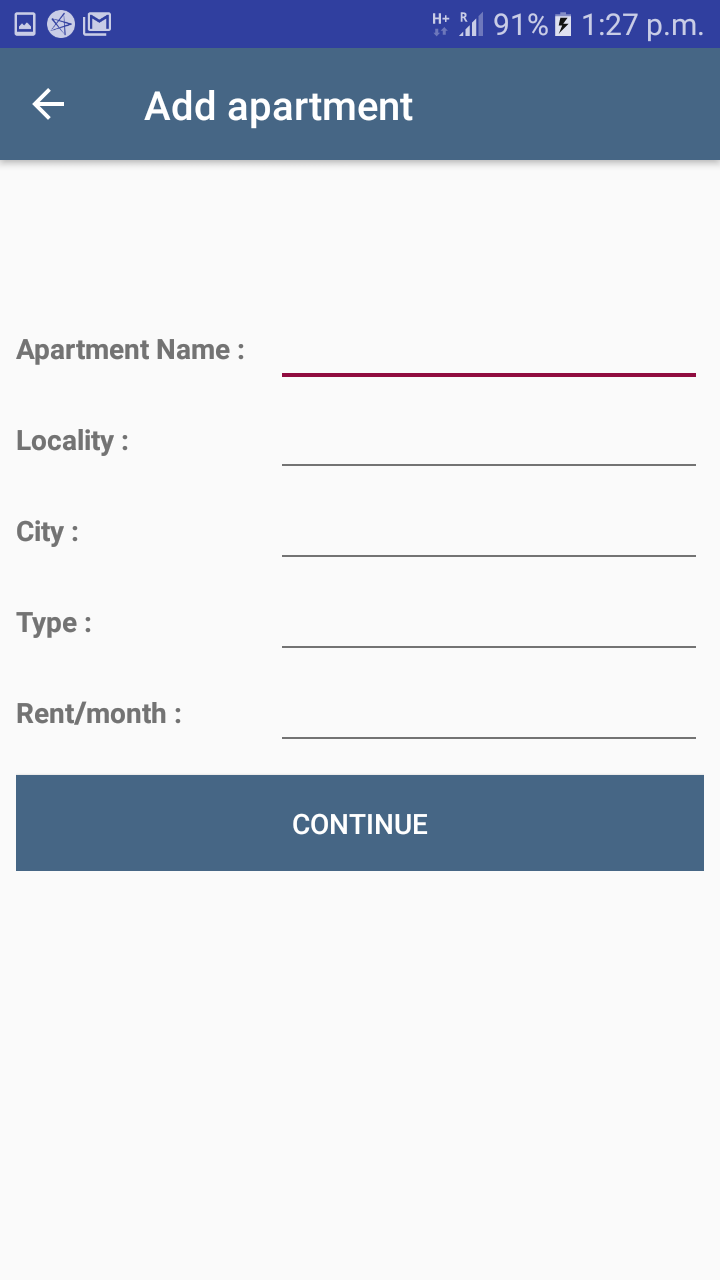 H+ R 91% 1:27 p.m.
Add apartment
Apartment Name :
Locality :
City :
Type :
Rent/month :
CONTINUE